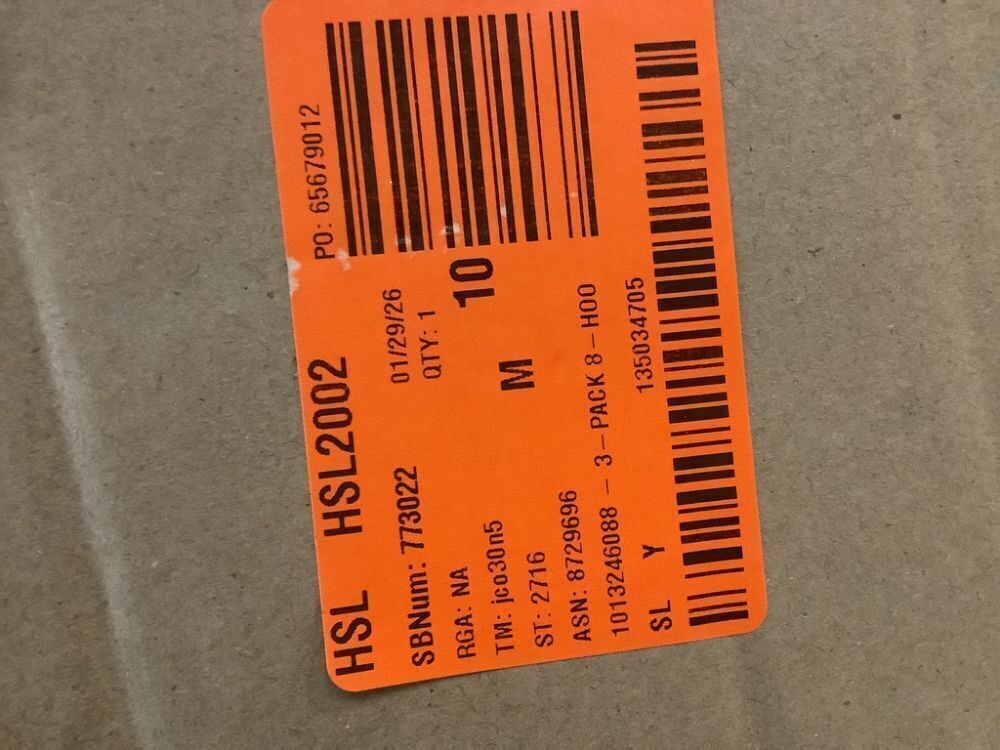 PO: 65679012
HSL HSL2002
SBNum: 773022 01/29/26
RGA: NA QTY: 1
10
TM: jco30n5 M
ST: 2716
ASN: 8729696
1013246088 – 3–PACK 8–HOO
SL Y 135034705